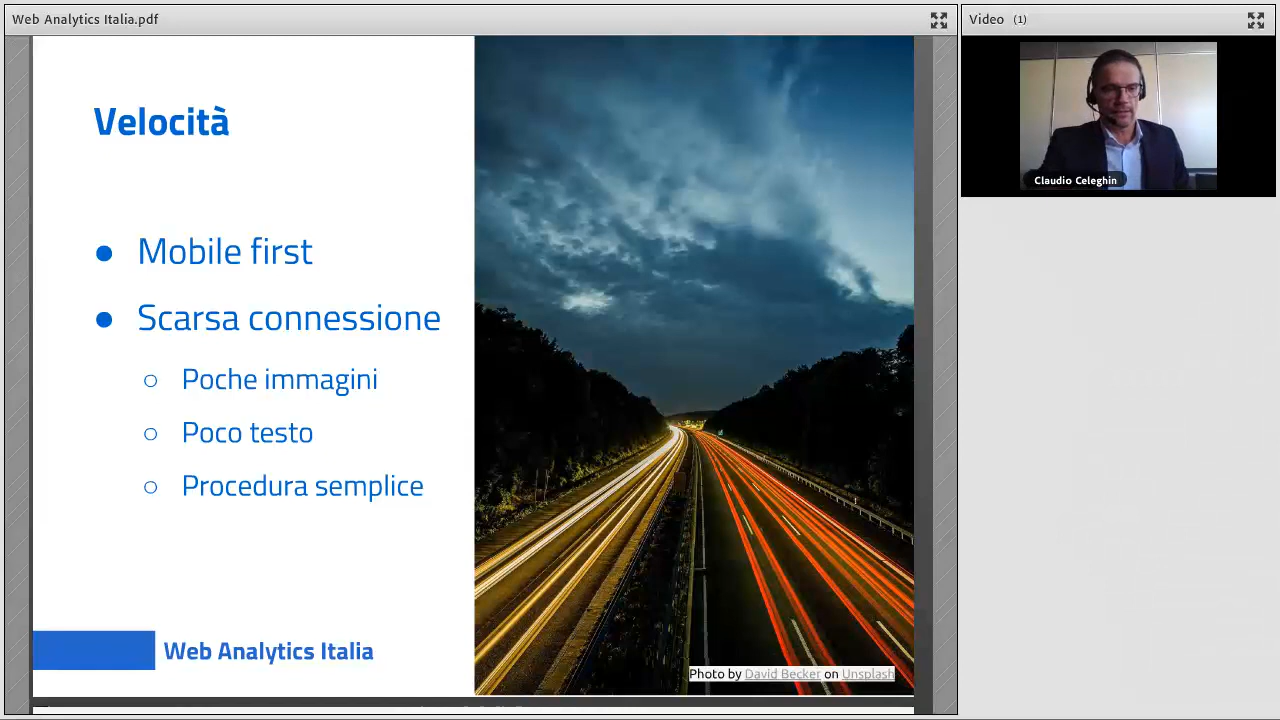 Web Analytics Italia.pdf
Velocità
● Mobile first
● Scarsa connessione
○ Poche immagini
○ Poco testo
○ Procedura semplice
Web Analytics Italia
Photo by David Becker on Unsplash
Video (1)
Claudio Celeghin